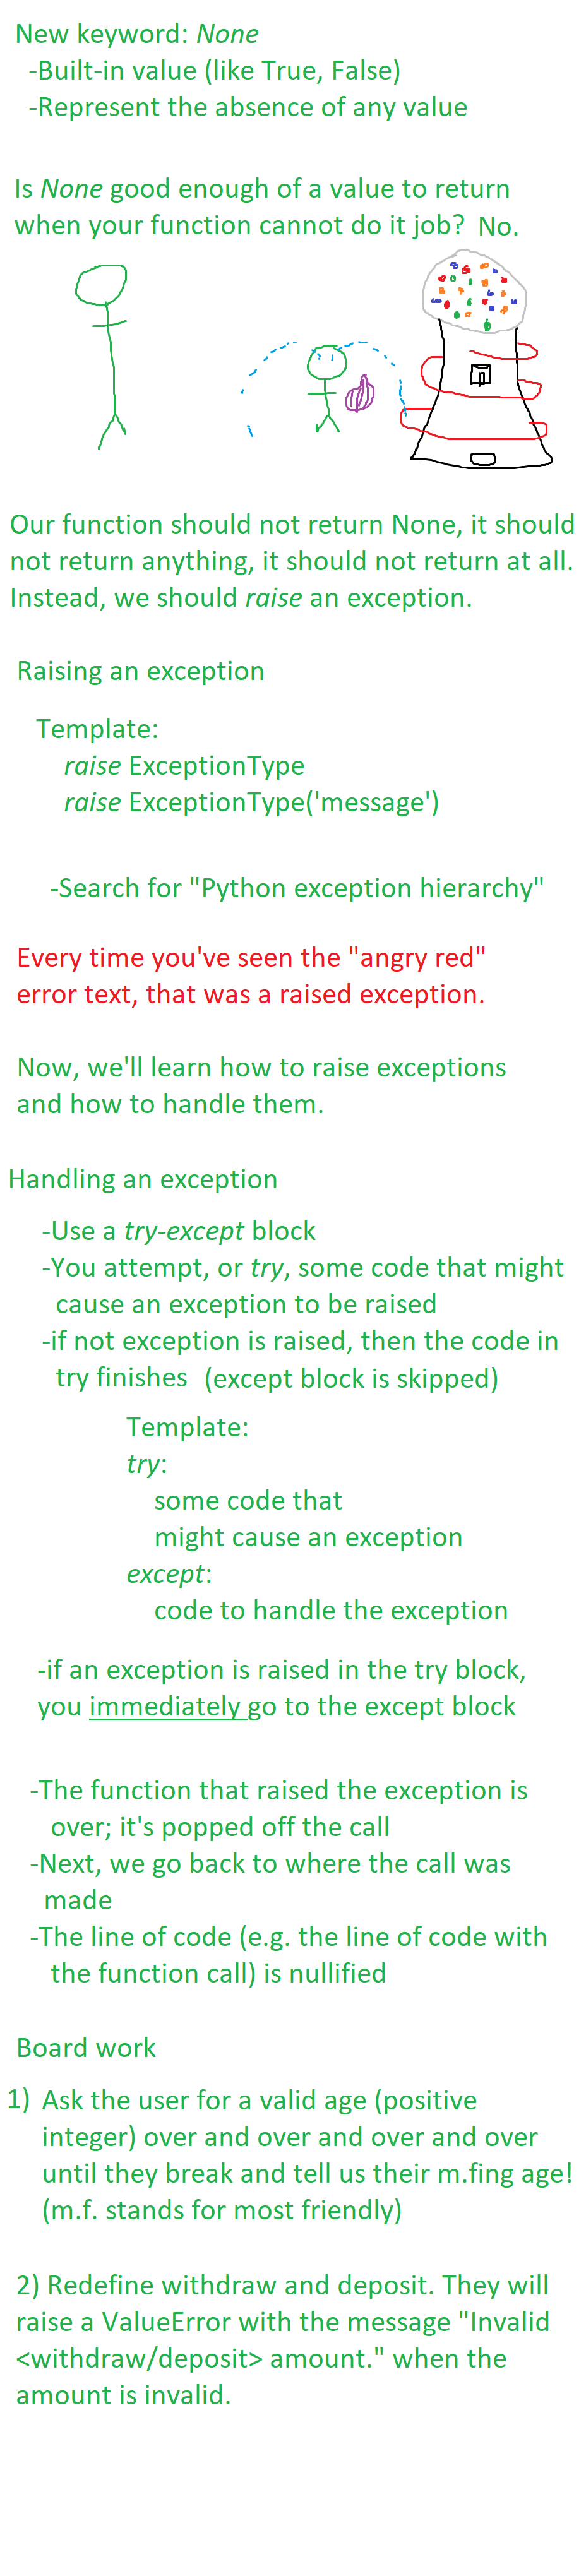 New keyword: None
-Built-in value (like True, False)
-Represent the absence of any value
Is None good enough of a value to return
when your function cannot do it job? No.
Our function should not return None, it should
not return anything, it should not return at all.
Instead, we should raise an exception.
Raising an exception
Template:
raise ExceptionType
raise ExceptionType('message')
-Search for "Python exception hierarchy"
Every time you've seen the "angry red"
error text, that was a raised exception.
Now, we'll learn how to raise exceptions
and how to handle them.
Handling an exception
-Use a try-except block
-You attempt, or try, some code that might
cause an exception to be raised
-if not exception is raised, then the code in
try finishes (except block is skipped)
Template:
try:
some code that
might cause an exception
except:
code to handle the exception
-if an exception is raised in the try block,
you immediately go to the except block
-The function that raised the exception is
over; it's popped off the call
-Next, we go back to where the call was
made
-The line of code (e.g. the line of code with
the function call) is nullified
Board work
1) Ask the user for a valid age (positive
integer) over and over and over and over
until they break and tell us their m.fing age!
(m.f. stands for most friendly)
2) Redefine withdraw and deposit. They will
raise a ValueError with the message "Invalid
<withdraw/deposit> amount." when the
amount is invalid.